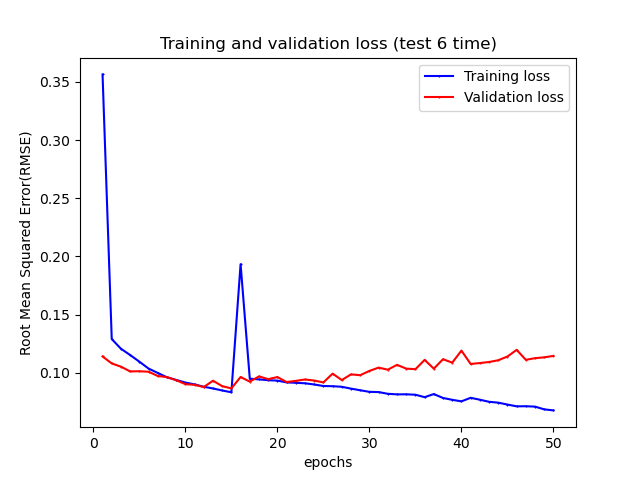 Training and validation loss (test 6 time)
Training loss
Validation loss
Root Mean Squared Error(RMSE)
0.35
0.30
0.25
0.20
0.15
0.10
0 10 20 30 40 50
epochs